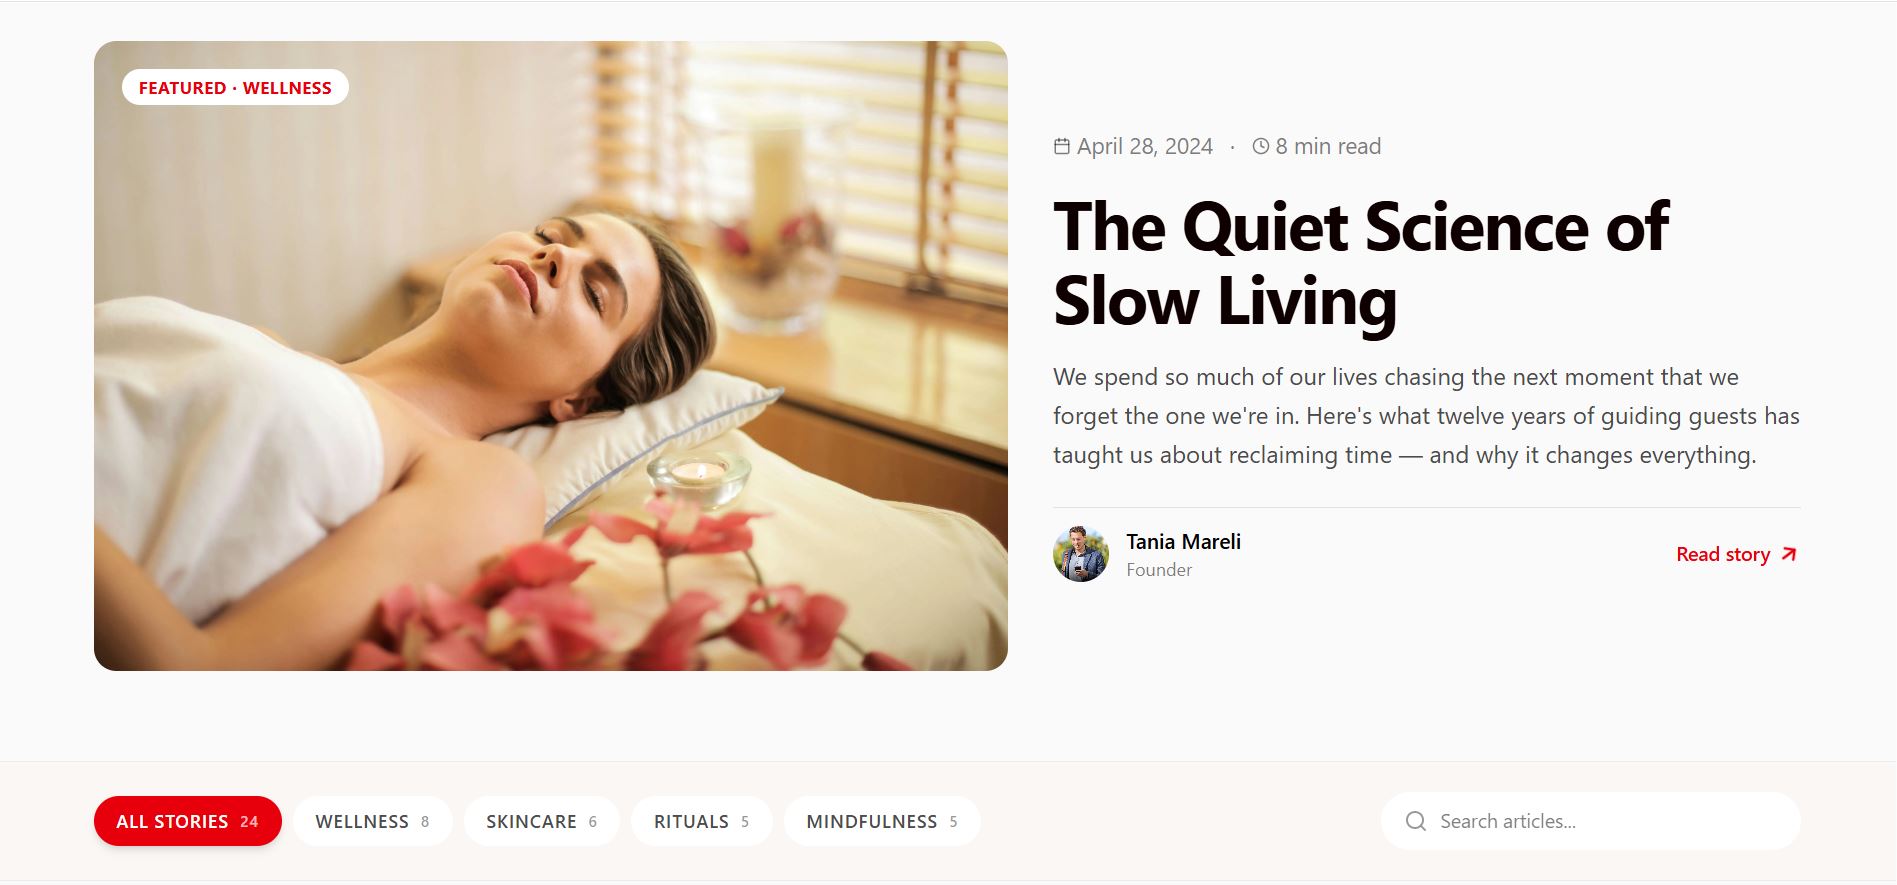 FEATURED · WELLNESS
April 28, 2024 · 8 min read
The Quiet Science of
Slow Living
We spend so much of our lives chasing the next moment that we
forget the one we're in. Here's what twelve years of guiding guests has
taught us about reclaiming time — and why it changes everything.
Tania Mareli
Founder
Read story
ALL STORIES 24
WELLNESS 8
SKINCARE 6
RITUALS 5
MINDFULNESS 5
Search articles...